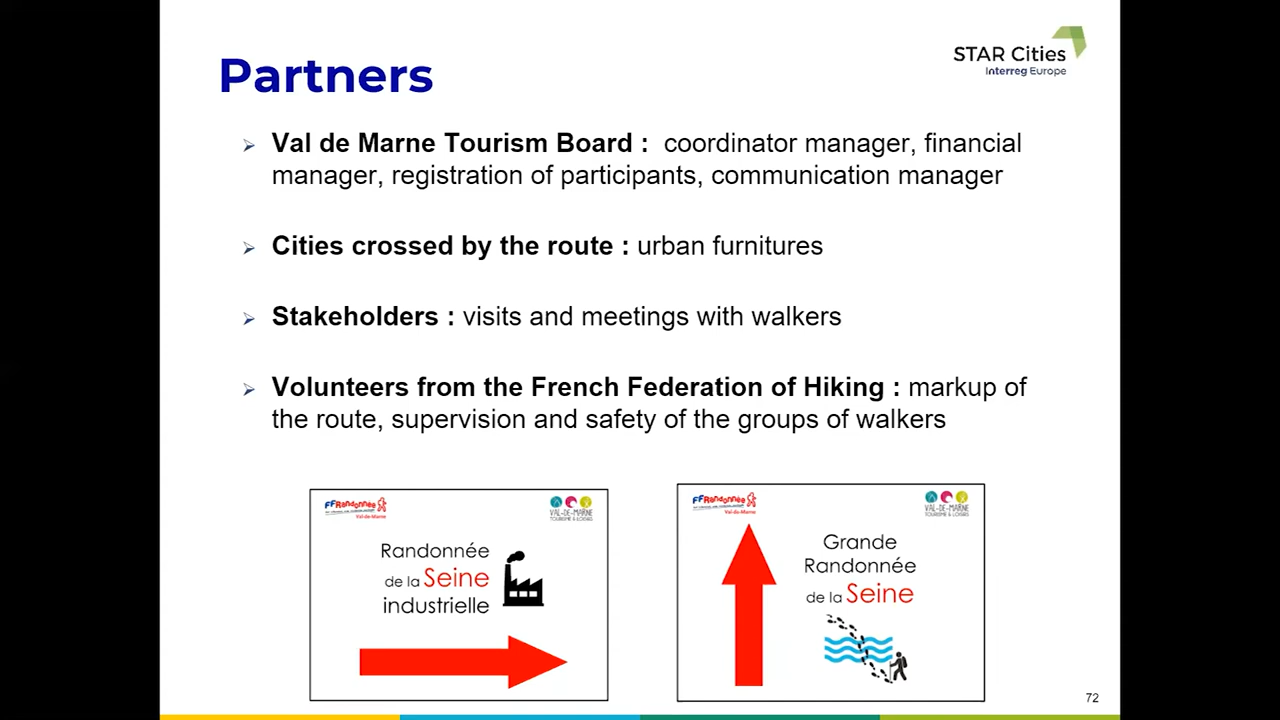 STAR Cities
Interreg Europe
Partners
Val de Marne Tourism Board : coordinator manager, financial
manager, registration of participants, communication manager
Cities crossed by the route : urban furnitures
Stakeholders : visits and meetings with walkers
Volunteers from the French Federation of Hiking : markup of
the route, supervision and safety of the groups of walkers
FFRandonnée
Val-de-Marne
VAL-DE-MARNE
TOURISME & LOISIRS
Randonnée
de la Seine
industrielle
FFRandonnée
Val-de-Marne
VAL-DE-MARNE
TOURISME & LOISIRS
Grande
Randonnée
de la Seine
72